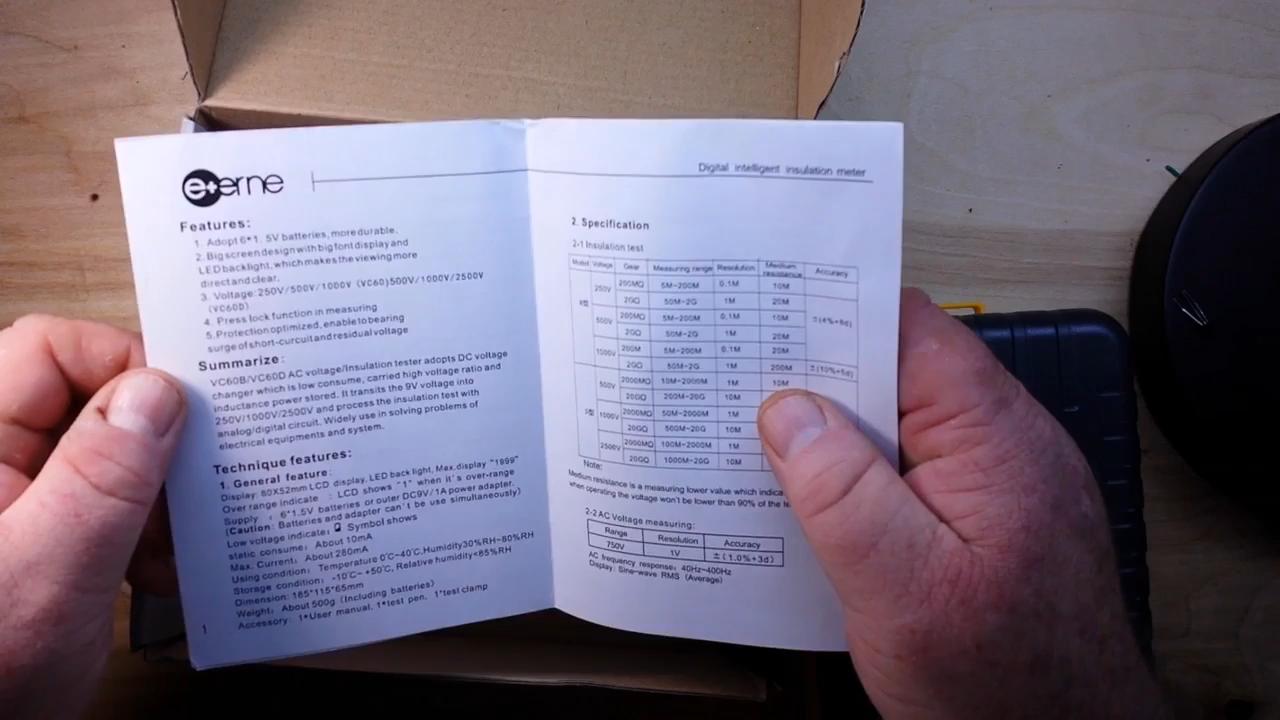 e+erne
Features:
1. Adopt 6*1. 5V batteries, more durable.
2. Big screen design with big font display and
LED backlight, which makes the viewing more
direct and clear.
3. Voltage: 250V/500V/1000V (VC60)500V/1000V/2500V
(VC60D)
4. Press lock function in measuring
5. Protection optimized, enable to bearing
surge of short-curcuit and residual voltage
Summarize:
VC60B/VC60D AC voltage/Insulation tester adopts DC voltage
changer which is low consume, carried high voltage ratio and
inductance power stored. It transits the 9V voltage into
250V/1000V/2500V and process the insulation test with
analog/digital circuit. Widely use in solving problems of
electrical equipments and system.
Technique features:
1. General feature:
Display: 80X52mm LCD display, LED back light, Max. display "1999"
Over range indicate : LCD shows "1" when it's over-range
Supply : 6*1.5V batteries or outer DC9V/1A power adapter.
(Caution: Batteries and adapter can't be use simultaneously)
Low voltage indicate: Symbol shows
static consume: About 10mA
Max. Current: About 280mA
Using condition: Temperature 0℃~40℃,Humidity30%RH~80%RH
Storage condition: -10℃~ +50℃, Relative humidity<85%RH
Dimension: 185*115*65mm
Weight: About 500g (Including batteries)
Accessory: 1*User manual, 1*test pen, 1*test clamp
1
Digital intelligent insulation meter
2. Specification
2-1 Insulation test
Model Voltage Gear Measuring range Resolution Medium resistance Accuracy
B型 250V 200MΩ 5M~200M 0.1M 10M
2GΩ 50M~2G 1M 20M ±(4%+6d)
500V 200MΩ 5M~200M 0.1M 10M
2GΩ 50M~2G 1M 20M
1000V 200M 5M~200M 0.1M 20M
2GΩ 50M~2G 1M 200M ±(10%+5d)
500V 2000MΩ 10M~2000M 1M 10M
20GΩ 200M~20G 10M
1000V 2000MΩ 50M~2000M 1M
20GΩ 500M~20G 10M
2500V 2000MΩ 100M~2000M 1M
20GΩ 1000M~20G 10M
Note:
Medium resistance is a measuring lower value which
when operating the voltage won't be lower than 90% of the
2-2 AC Voltage measuring:
Range Resolution Accuracy
750V 1V ±(1.0%+3d)
AC frequency response: 40Hz~400Hz
Display: Sine-wave RMS (Average)